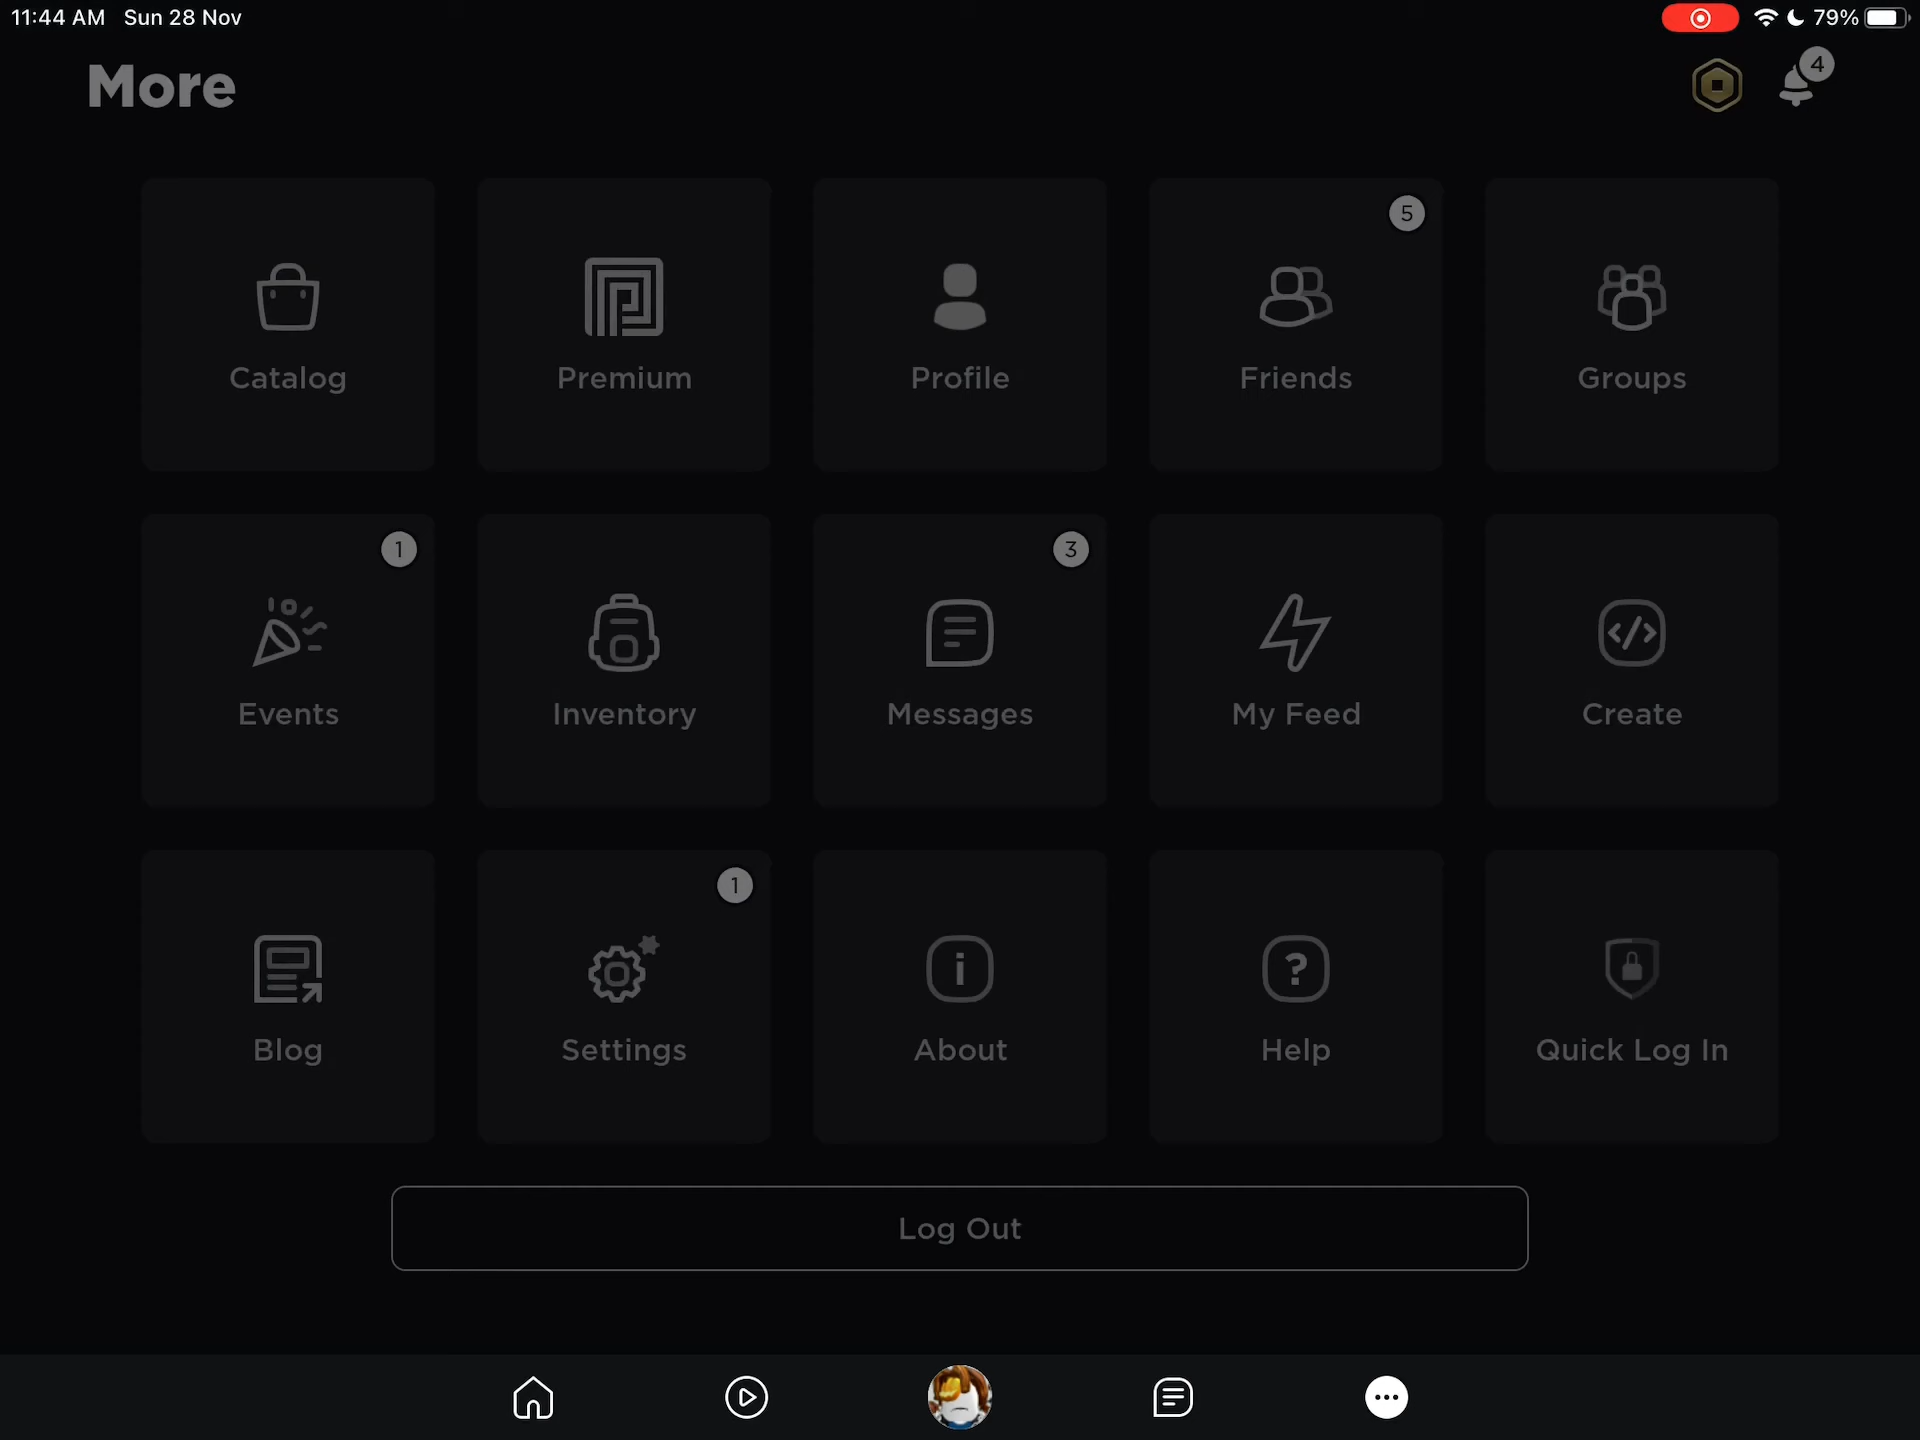 11:44 AM Sun 28 Nov
79%
More
4
Catalog
Premium
Profile
5
Friends
Groups
1
Events
Inventory
3
Messages
My Feed
Create
Blog
1
Settings
About
Help
Quick Log In
Log Out